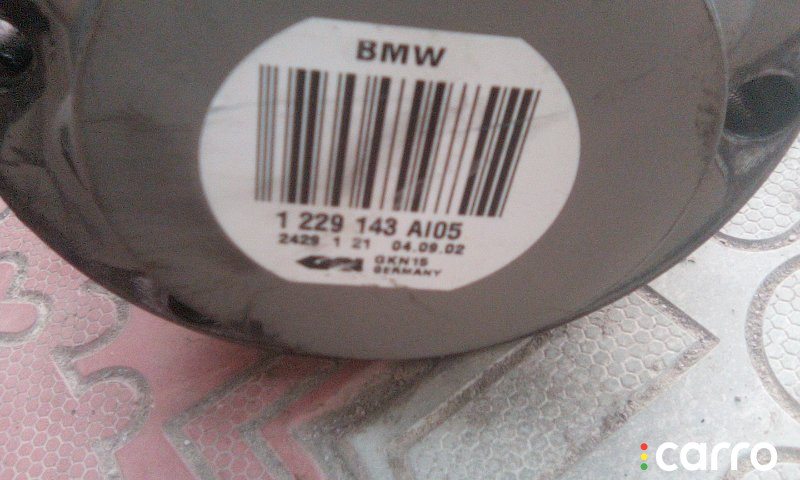 BMW
1 229 143 AI05
2429 1 21 04.09.02
GKN15
GERMANY
carro